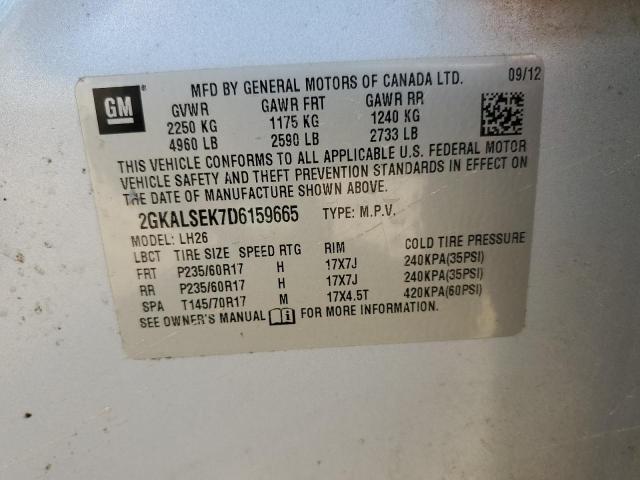 GM
MFD BY GENERAL MOTORS OF CANADA LTD. 09/12
GVWR GAWR FRT GAWR RR
2250 KG 1175 KG 1240 KG
4960 LB 2590 LB 2733 LB
THIS VEHICLE CONFORMS TO ALL APPLICABLE U.S. FEDERAL MOTOR
VEHICLE SAFETY AND THEFT PREVENTION STANDARDS IN EFFECT ON
THE DATE OF MANUFACTURE SHOWN ABOVE.
2GKALSEK7D6159665 TYPE: M.P.V.
MODEL: LH26
LBCT TIRE SIZE SPEED RTG RIM COLD TIRE PRESSURE
FRT P235/60R17 H 17X7J 240KPA(35PSI)
RR P235/60R17 H 17X7J 240KPA(35PSI)
SPA T145/70R17 M 17X4.5T 420KPA(60PSI)
SEE OWNER'S MANUAL FOR MORE INFORMATION.